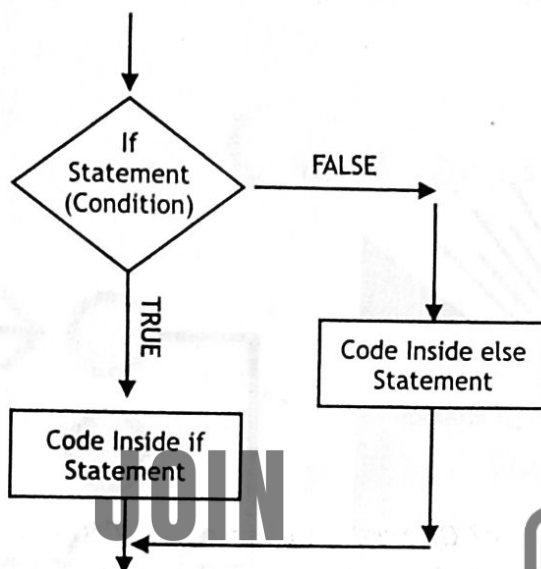 If
Statement
(Condition)
FALSE
TRUE
Code Inside else
Statement
Code Inside if
Statement
JOIN